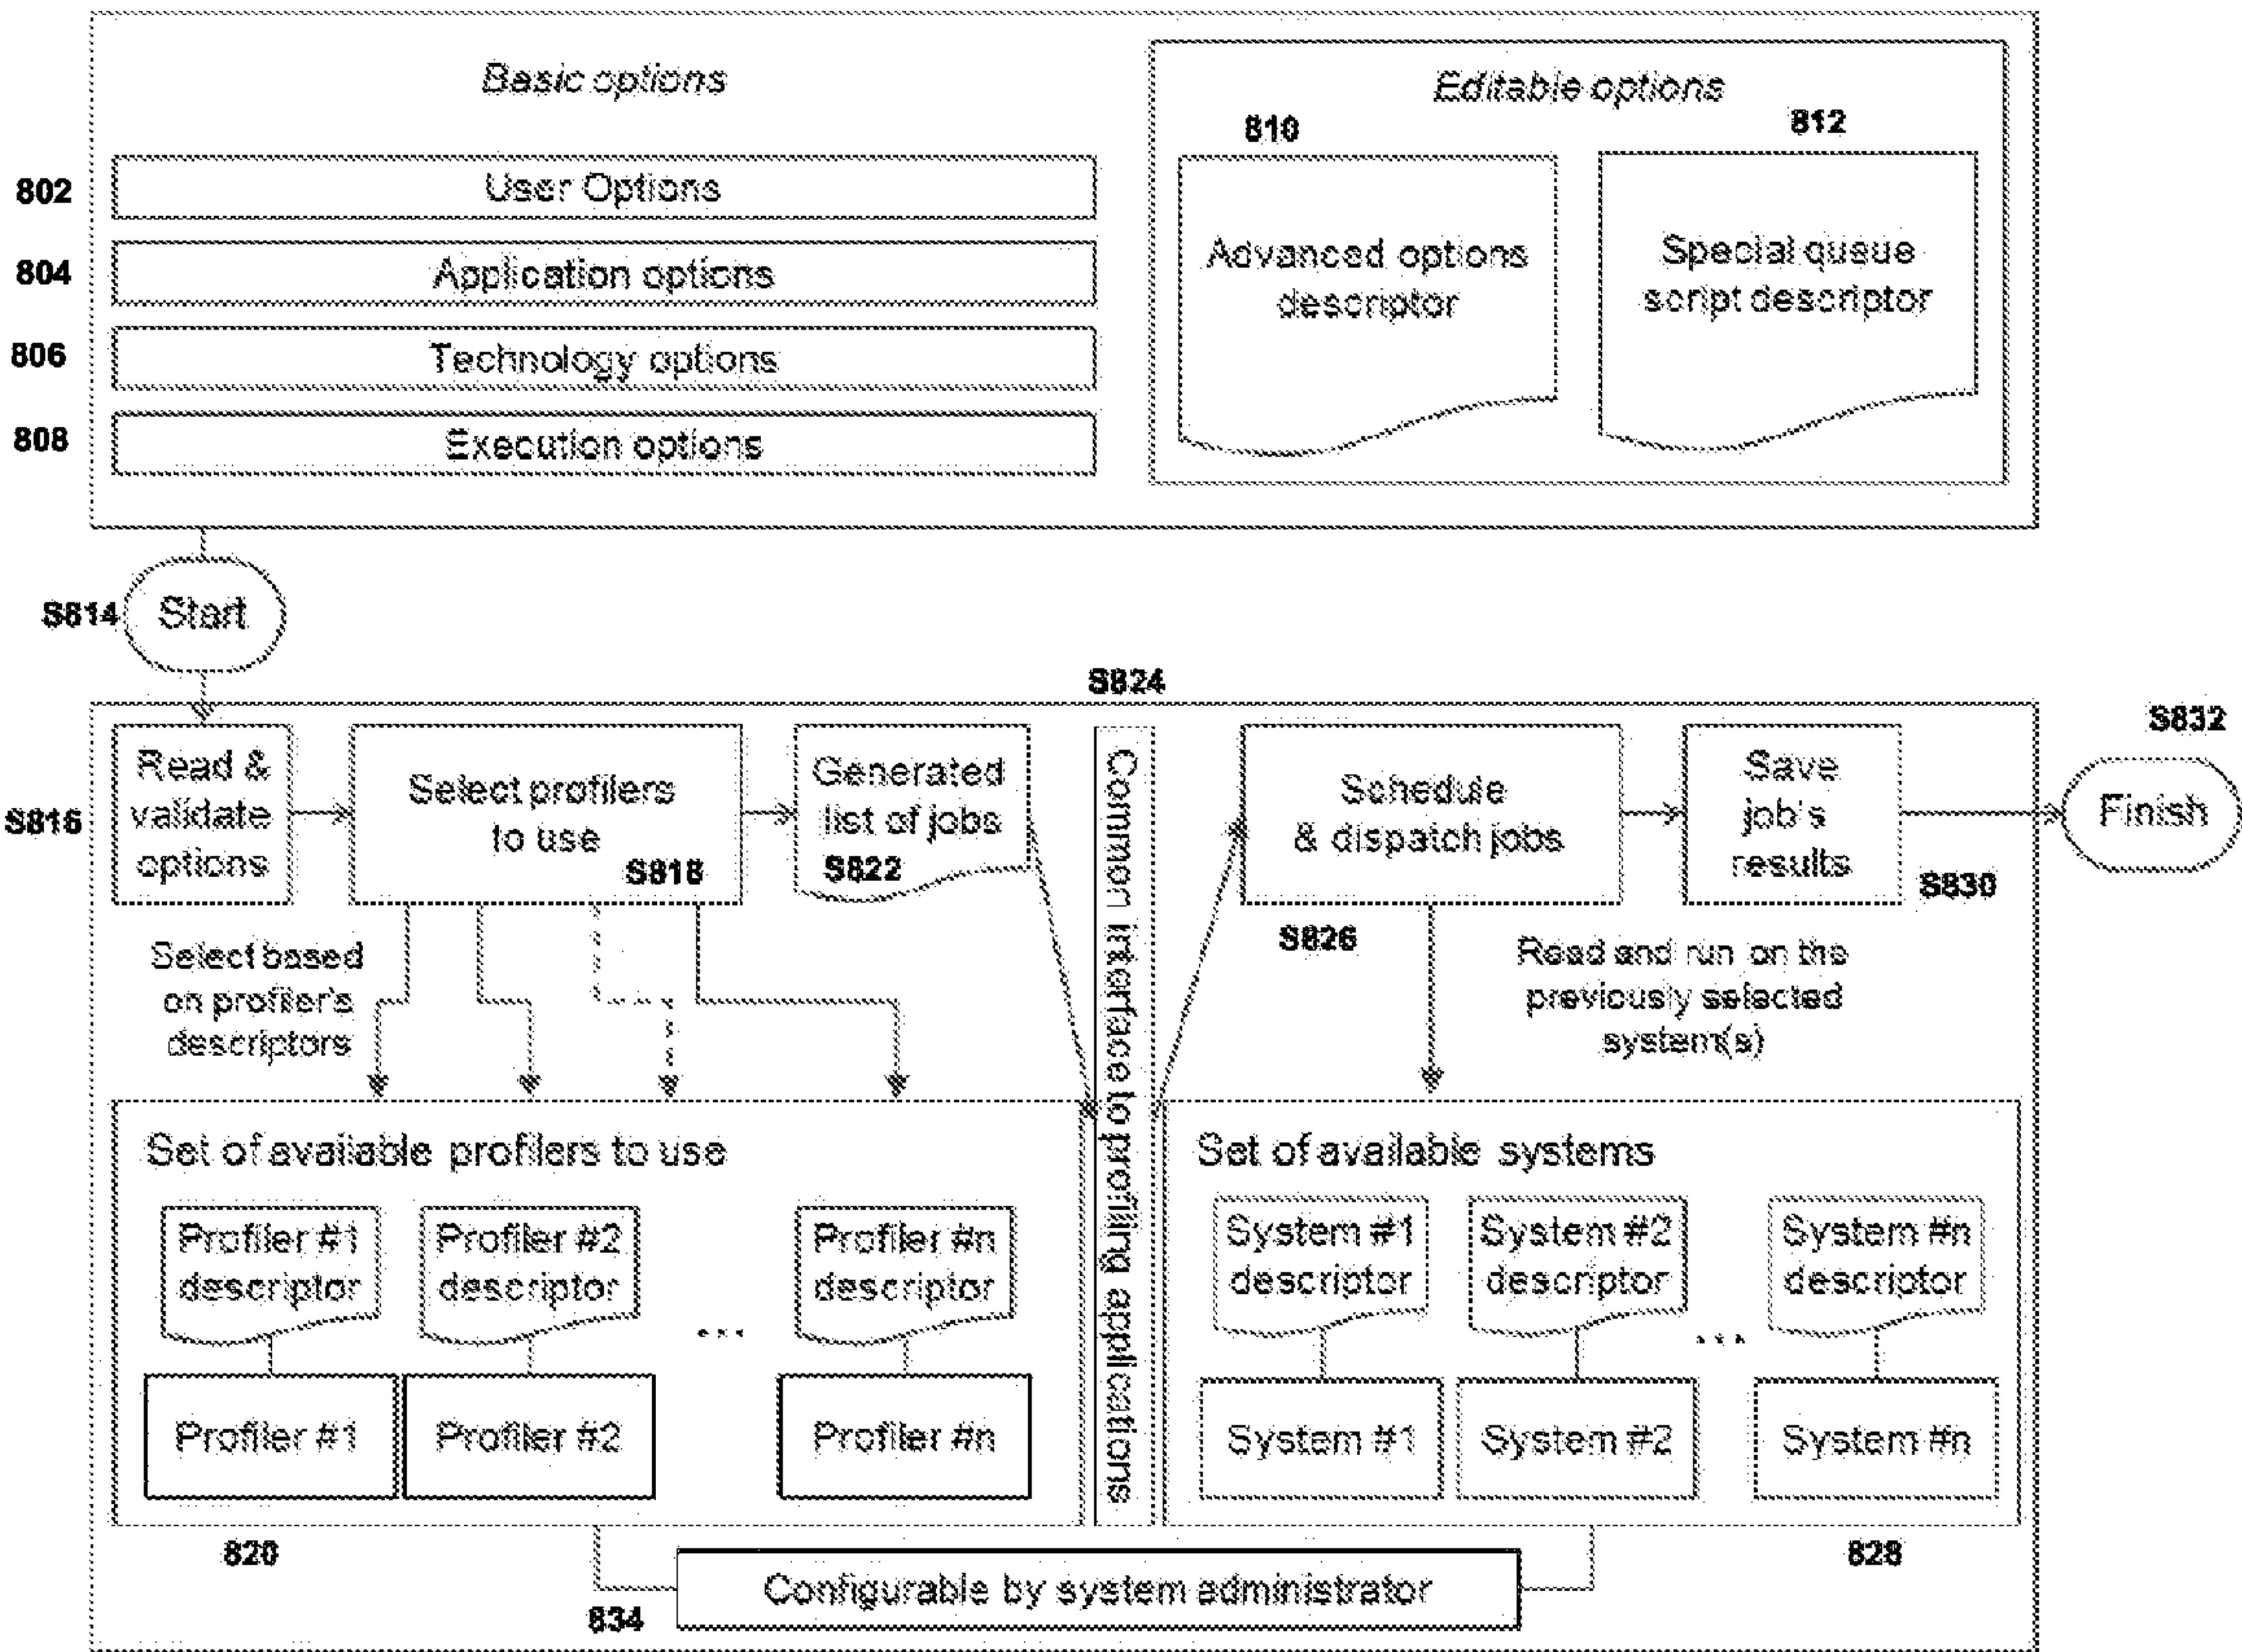 Basic options
Editable options
810
812
802
User Options
804
Application options
806
Technology options
808
Execution options
Advanced options
descriptor
Special queue
script descriptor
S814
Start
S824
S832
S816
Read &
validate
options
Select profilers
to use
S818
Generated
list of jobs
S822
Common interface to profiling applications
Schedule
& dispatch jobs
S826
Save
job's
results
S830
Finish
Select based
on profiler's
descriptors
Read and run on the
previously selected
system(s)
Set of available profilers to use
Profiler #1
descriptor
Profiler #2
descriptor
...
Profiler #n
descriptor
Profiler #1
Profiler #2
Profiler #n
820
Set of available systems
System #1
descriptor
System #2
descriptor
...
System #n
descriptor
System #1
System #2
System #n
828
Configurable by system administrator
834